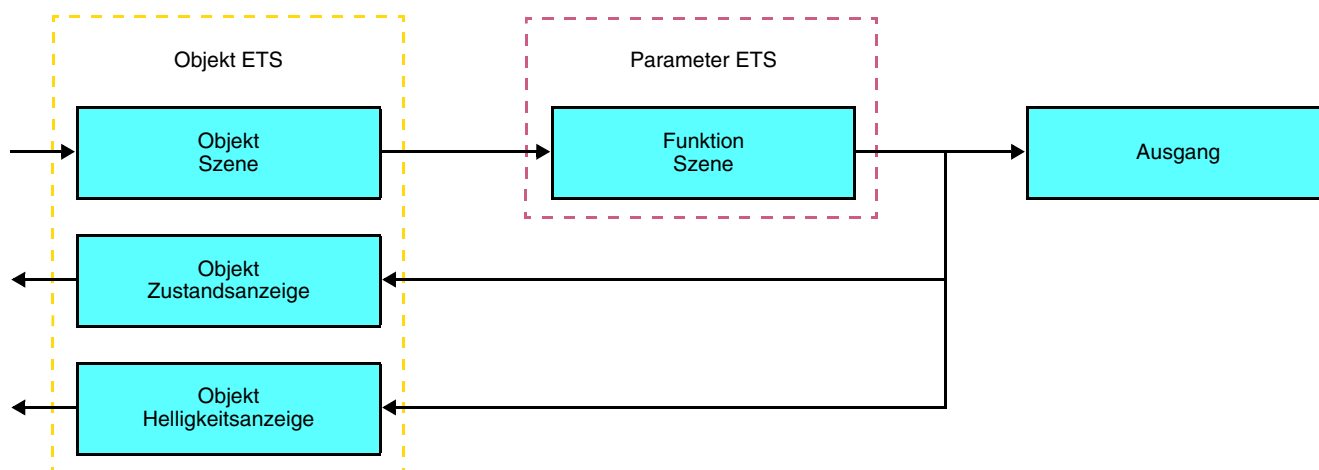 Objekt ETS
Parameter ETS
Objekt
Szene
Funktion
Szene
Ausgang
Objekt
Zustandsanzeige
Objekt
Helligkeitsanzeige